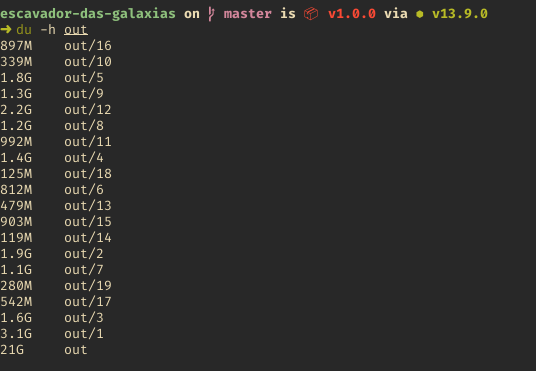 escavador-das-galaxias on master is v1.0.0 via v13.9.0
➜ du -h out
897M out/16
339M out/10
1.8G out/5
1.3G out/9
2.2G out/12
1.2G out/8
992M out/11
1.4G out/4
125M out/18
812M out/6
479M out/13
903M out/15
119M out/14
1.9G out/2
1.1G out/7
280M out/19
542M out/17
1.6G out/3
3.1G out/1
21G out